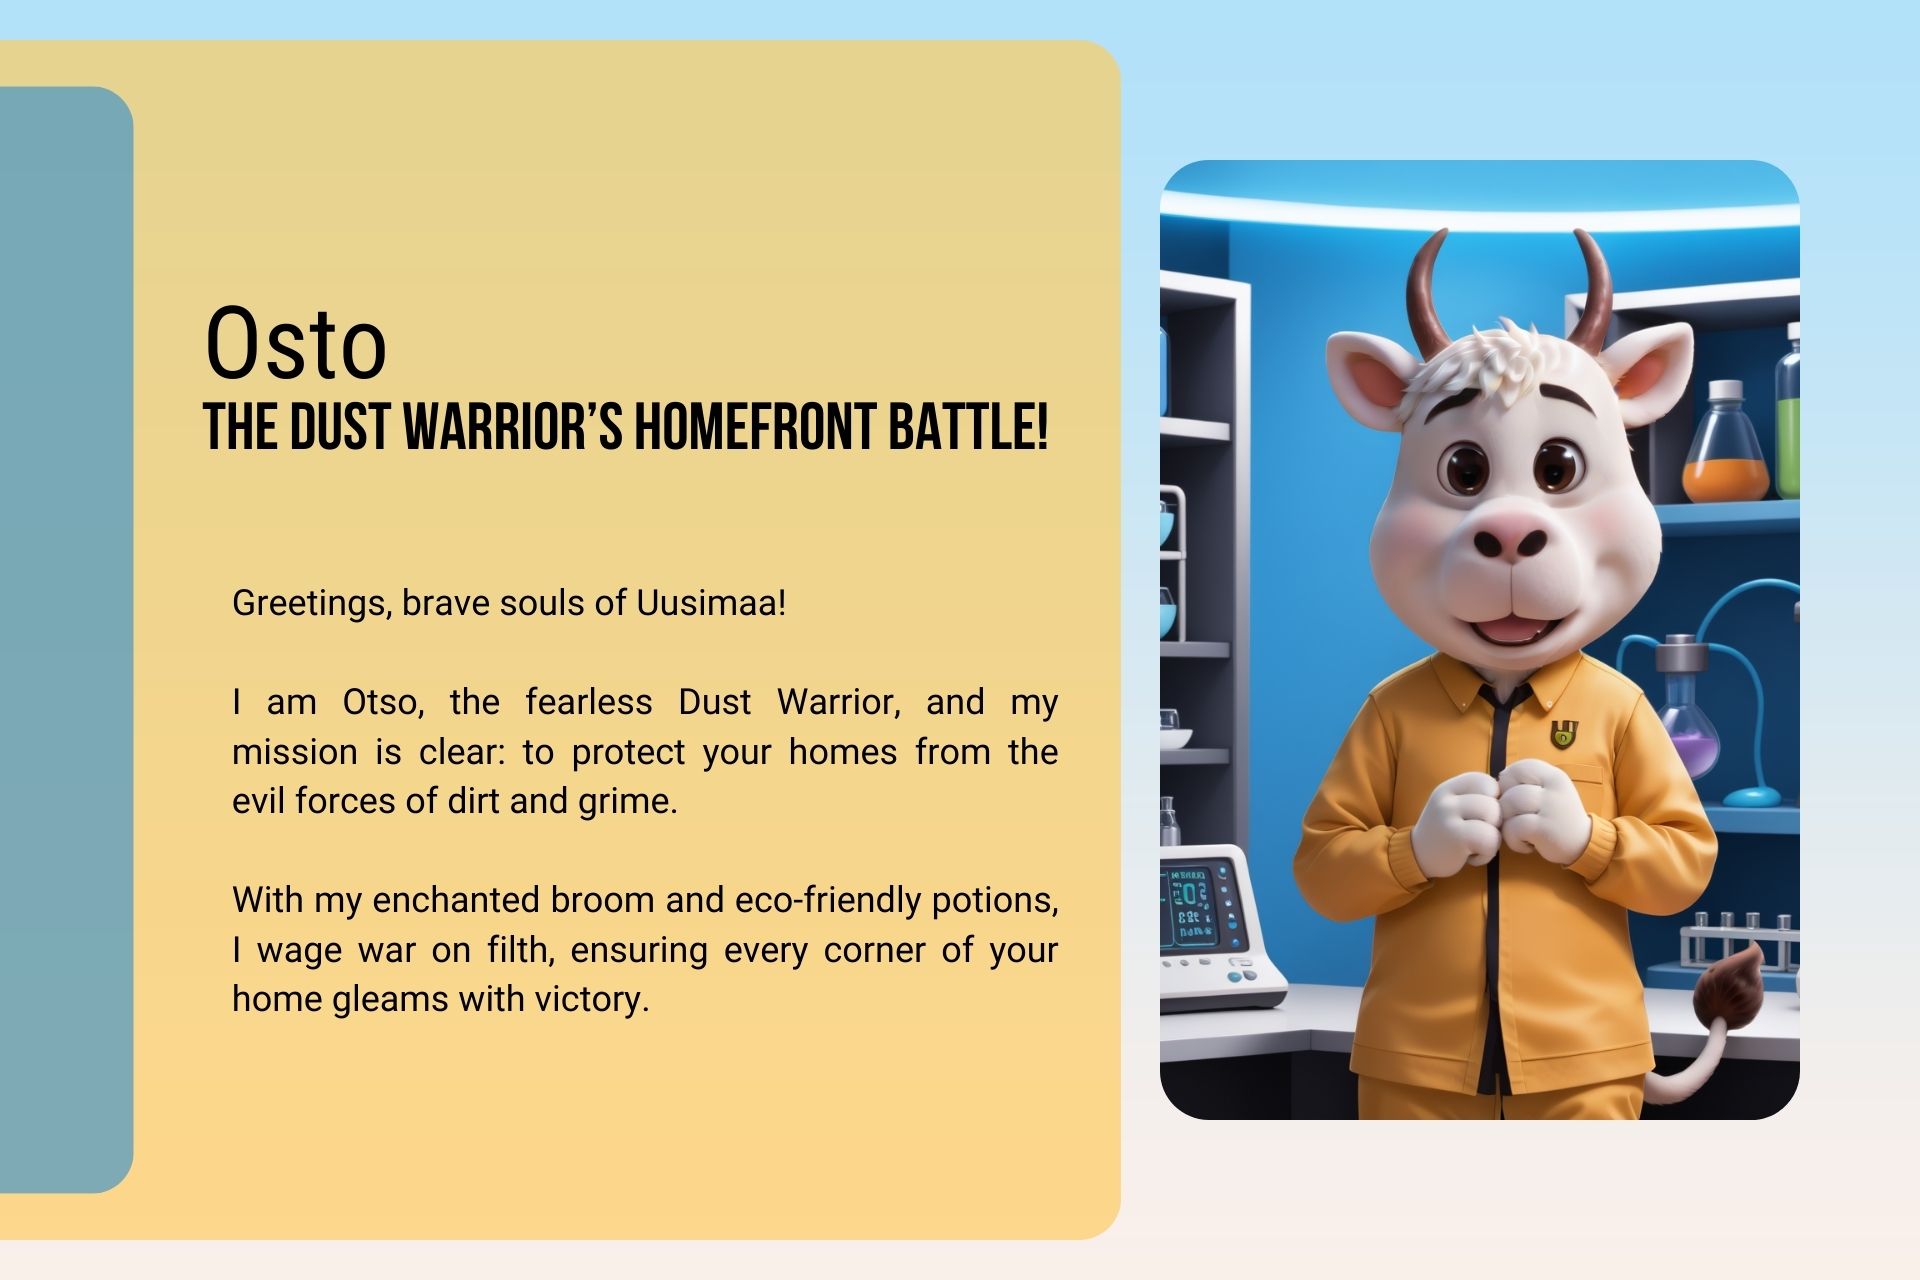 Osto
THE DUST WARRIOR’S HOMEFRONT BATTLE!
Greetings, brave souls of Uusimaa!
I am Otso, the fearless Dust Warrior, and my
mission is clear: to protect your homes from the
evil forces of dirt and grime.
With my enchanted broom and eco-friendly potions,
I wage war on filth, ensuring every corner of your
home gleams with victory.